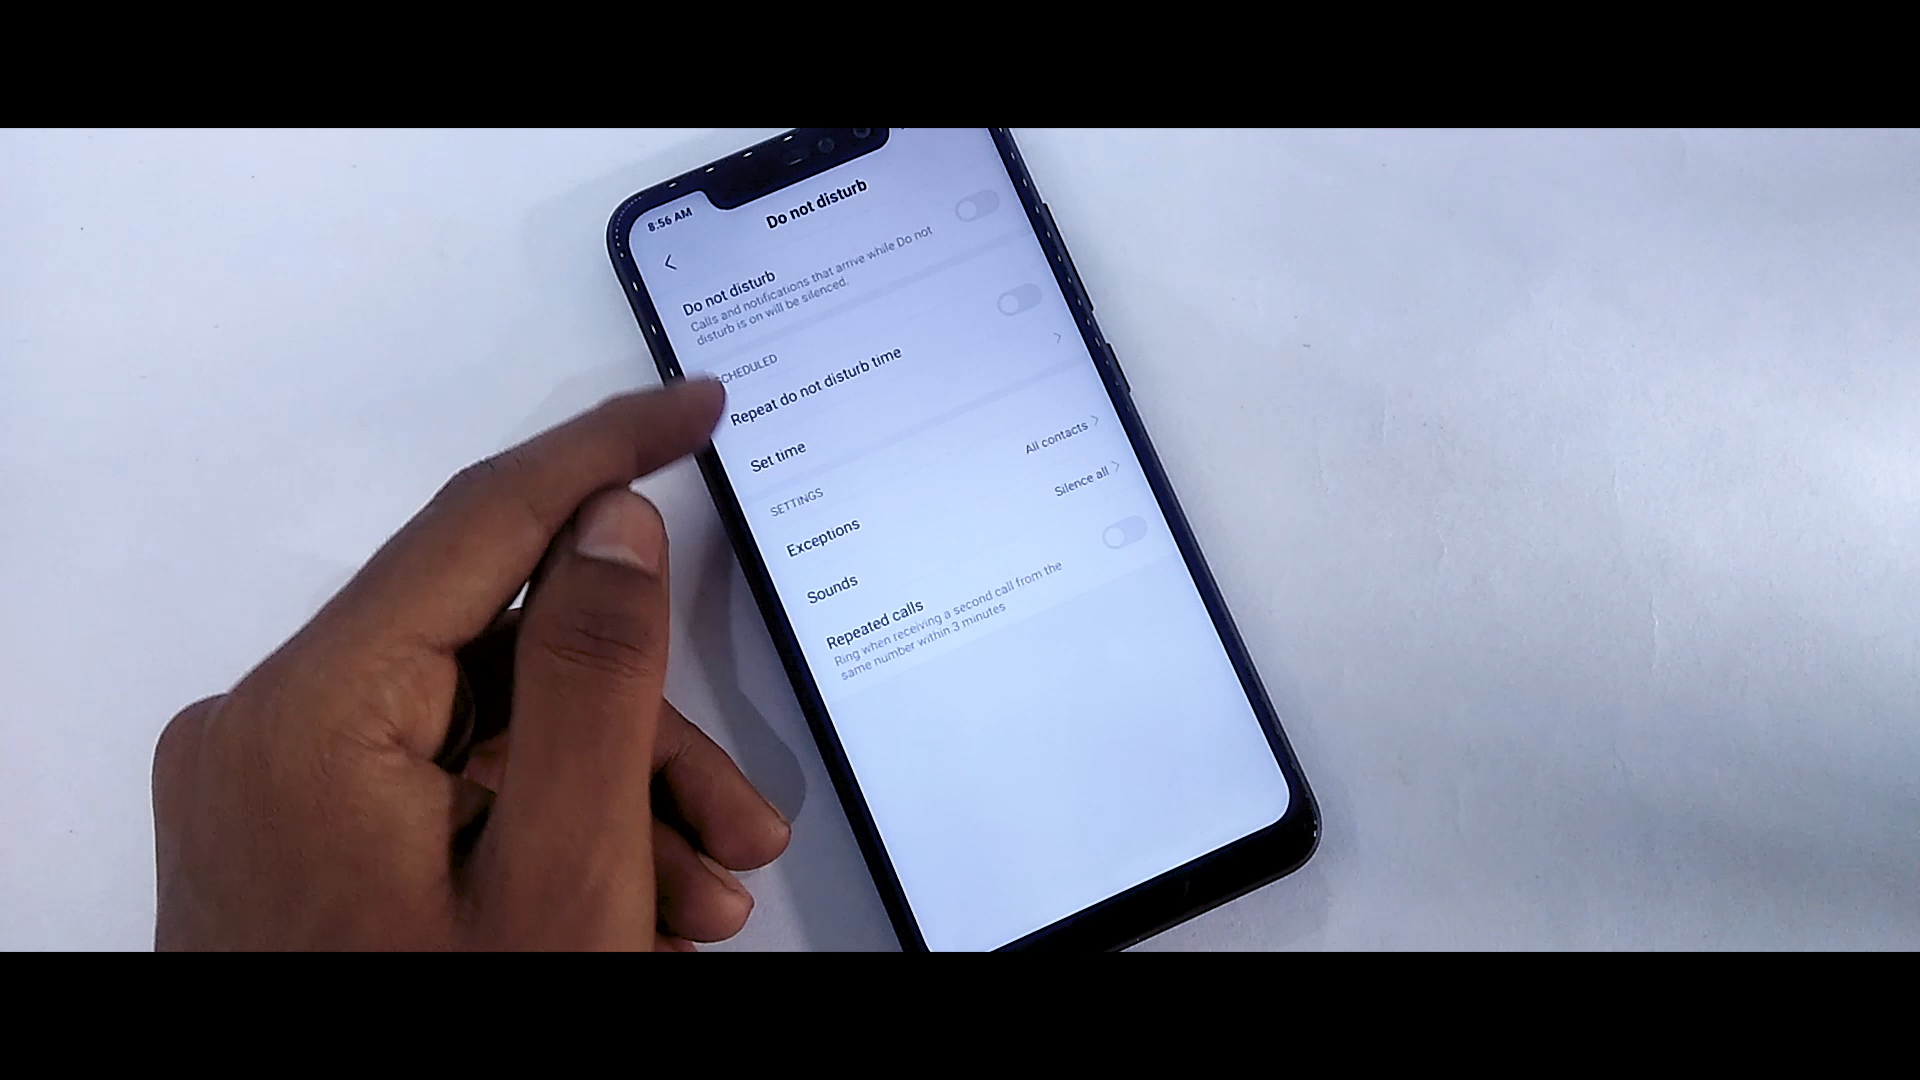 8:56 AM
Do not disturb
Do not disturb
Calls and notifications that arrive while Do not
disturb is on will be silenced.
SCHEDULED
Repeat do not disturb time
Set time
SETTINGS
Exceptions
All contacts
Sounds
Silence all
Repeated calls
Ring when receiving a second call from the
same number within 3 minutes